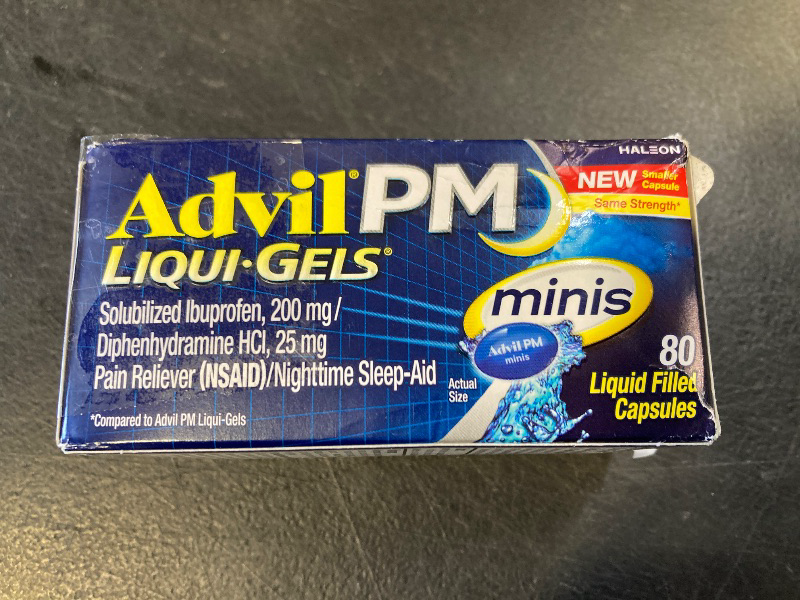 HALEON
Advil® PM
LIQUI·GELS®
NEW Smaller
Capsule
Same Strength*
minis
Solubilized Ibuprofen, 200 mg/
Diphenhydramine HCl, 25 mg
Pain Reliever (NSAID)/Nighttime Sleep-Aid
*Compared to Advil PM Liqui-Gels
Advil PM
minis
Actual
Size
80
Liquid Filled
Capsules